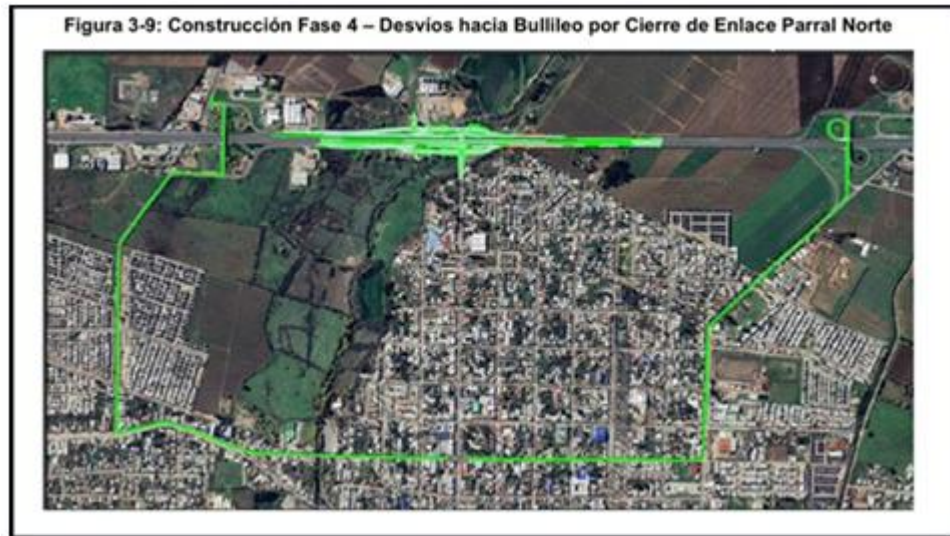 Figura 3-9: Construcción Fase 4 – Desvíos hacia Bullileo por Cierre de Enlace Parral Norte